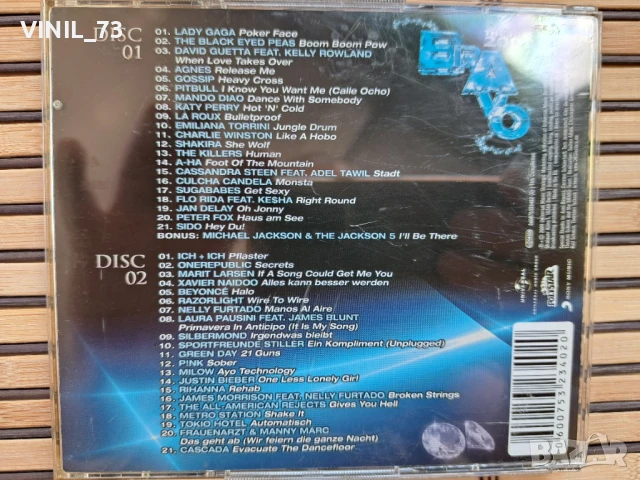 VINIL_73
DISC
01
01. LADY GAGA Poker Face
02. THE BLACK EYED PEAS Boom Boom Pow
03. DAVID GUETTA FEAT. KELLY ROWLAND
When Love Takes Over
04. AGNES Release Me
05. GOSSIP Heavy Cross
06. PITBULL I Know You Want Me (Calle Ocho)
07. MANDO DIAO Dance With Somebody
08. KATY PERRY Hot 'N' Cold
09. LA ROUX Bulletproof
10. EMILIANA TORRINI Jungle Drum
11. CHARLIE WINSTON Like A Hobo
12. SHAKIRA She Wolf
13. THE KILLERS Human
14. A-HA Foot Of The Mountain
15. CASSANDRA STEEN FEAT. ADEL TAWIL Stadt
16. CULCHA CANDELA Monsta
17. SUGABABES Get Sexy
18. FLO RIDA FEAT. KE$HA Right Round
19. JAN DELAY Oh Jonny
20. PETER FOX Haus am See
21. SIDO Hey Du!
BONUS: MICHAEL JACKSON & THE JACKSON 5 I'll Be There
DISC
02
01. ICH + ICH Pflaster
02. ONEREPUBLIC Secrets
03. MARIT LARSEN If A Song Could Get Me You
04. XAVIER NAIDOO Alles kann besser werden
05. BEYONCÉ Halo
06. RAZORLIGHT Wire To Wire
07. NELLY FURTADO Manos Al Aire
08. LAURA PAUSINI FEAT. JAMES BLUNT
Primavera In Anticipo (It Is My Song)
09. SILBERMOND Irgendwas bleibt
10. SPORTFREUNDE STILLER Ein Kompliment (Unplugged)
11. GREEN DAY 21 Guns
12. P!NK Sober
13. MILOW Ayo Technology
14. JUSTIN BIEBER One Less Lonely Girl
15. RIHANNA Rehab
16. JAMES MORRISON FEAT. NELLY FURTADO Broken Strings
17. THE ALL-AMERICAN REJECTS Gives You Hell
18. METRO STATION Shake It
19. TOKIO HOTEL Automatisch
20. FRAUENARZT & MANNY MARC
Das geht ab (Wir feiern die ganze Nacht)
21. CASCADA Evacuate The Dancefloor
BRAVO
UNIVERSAL
POLYSTAR
SONY MUSIC
0600753234020
BAZAR